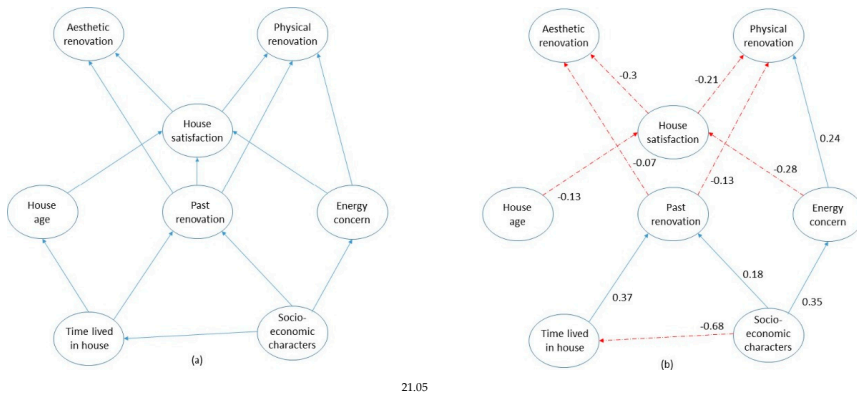 Aesthetic
renovation
Physical
renovation
House
satisfaction
House
age
Past
renovation
Energy
concern
Time lived
in house
Socio-
economic
characters
(a)
Aesthetic
renovation
Physical
renovation
-0.3
-0.21
House
satisfaction
0.24
-0.07
-0.28
-0.13
-0.13
House
age
Past
renovation
Energy
concern
0.18
0.37
0.35
Time lived
in house
-0.68
Socio-
economic
characters
(b)
21.05